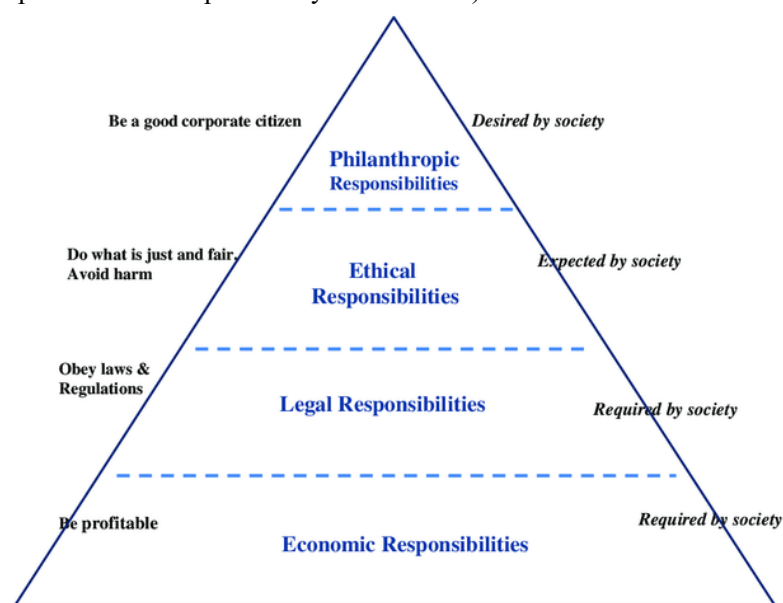 Be a good corporate citizen
Desired by society
Philanthropic
Responsibilities
Do what is just and fair,
Avoid harm
Expected by society
Ethical
Responsibilities
Obey laws &
Regulations
Legal Responsibilities
Required by society
Be profitable
Required by society
Economic Responsibilities